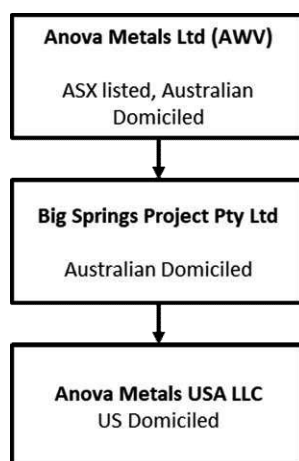 Anova Metals Ltd (AWV)
ASX listed, Australian
Domiciled
Big Springs Project Pty Ltd
Australian Domiciled
Anova Metals USA LLC
US Domiciled